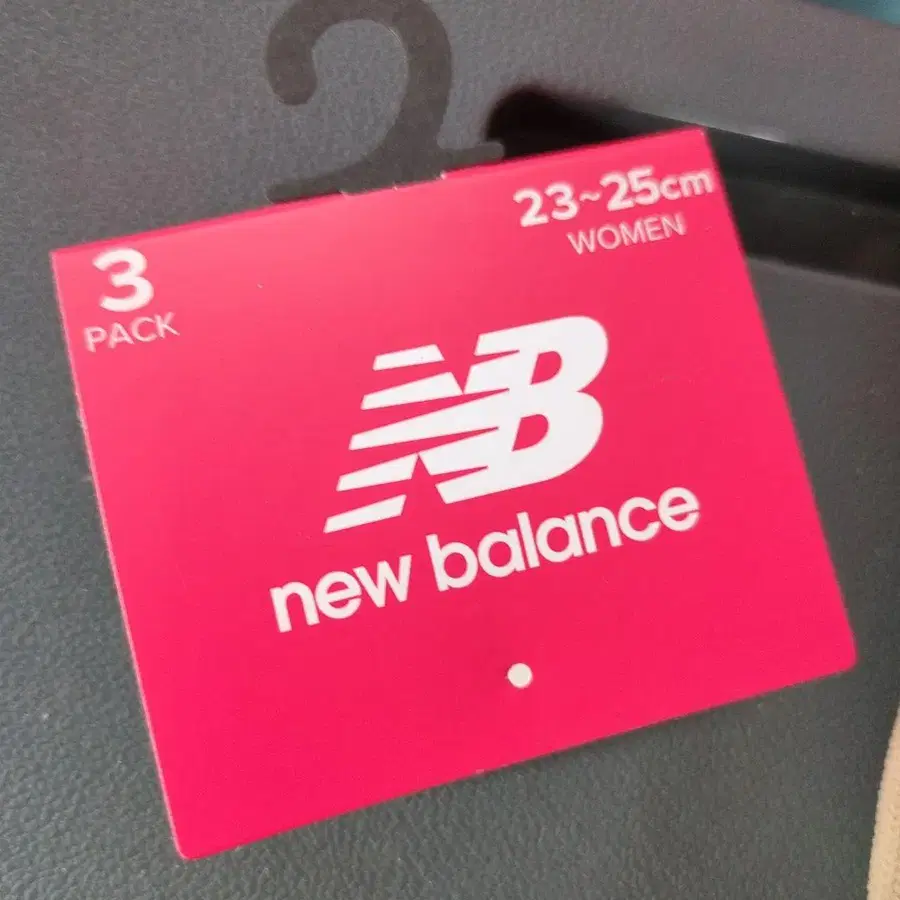 3
PACK
23~25cm
WOMEN
NB
new balance